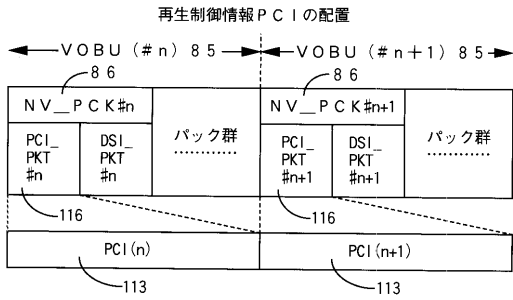 再生制御情報PCIの配置
VOBU(#n)85
VOBU(#n+1)85
86
86
NV__PCK#n
NV__PCK#n+1
PCI_
PKT
#n
DSI_
PKT
#n
パック群
…………
PCI_
PKT
#n+1
DSI_
PKT
#n+1
パック群
…………
116
116
PCI(n)
PCI(n+1)
113
113